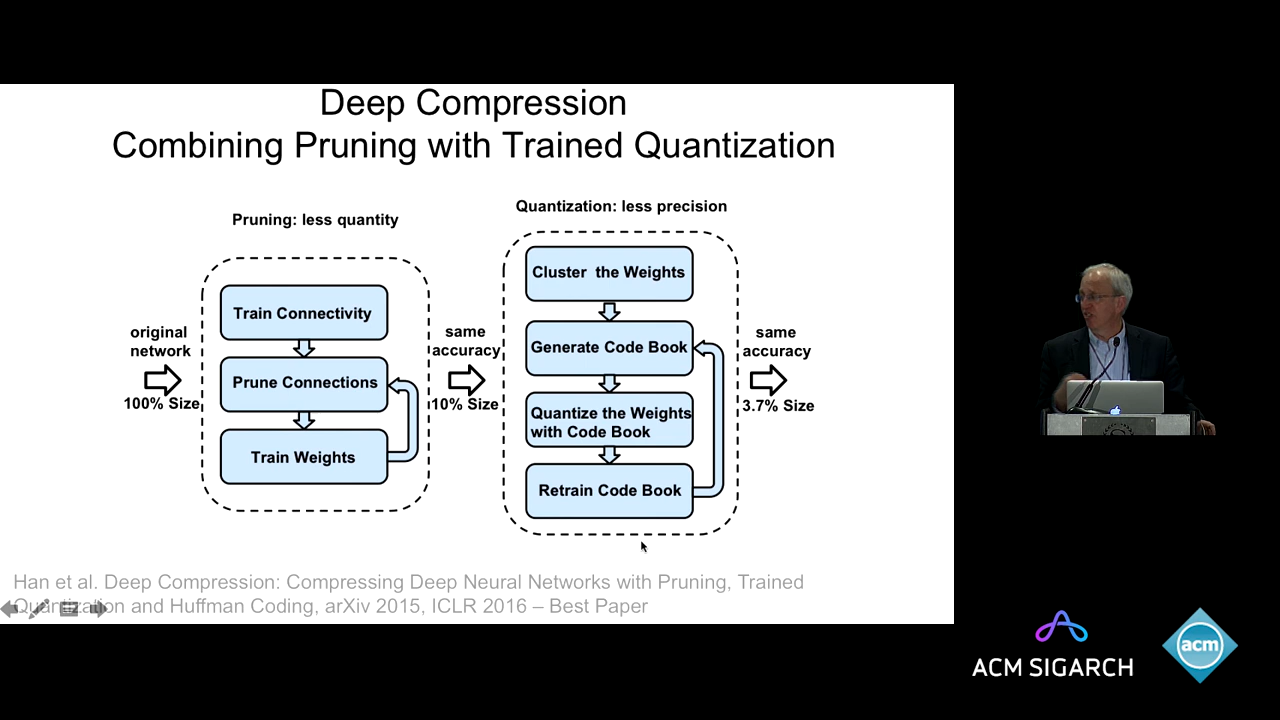 Deep Compression
Combining Pruning with Trained Quantization
Pruning: less quantity
Quantization: less precision
original
network
100% Size
Train Connectivity
Prune Connections
Train Weights
same
accuracy
10% Size
Cluster the Weights
Generate Code Book
Quantize the Weights
with Code Book
Retrain Code Book
same
accuracy
3.7% Size
Han et al. Deep Compression: Compressing Deep Neural Networks with Pruning, Trained
Quantization and Huffman Coding, arXiv 2015, ICLR 2016 – Best Paper
ACM SIGARCH
acm